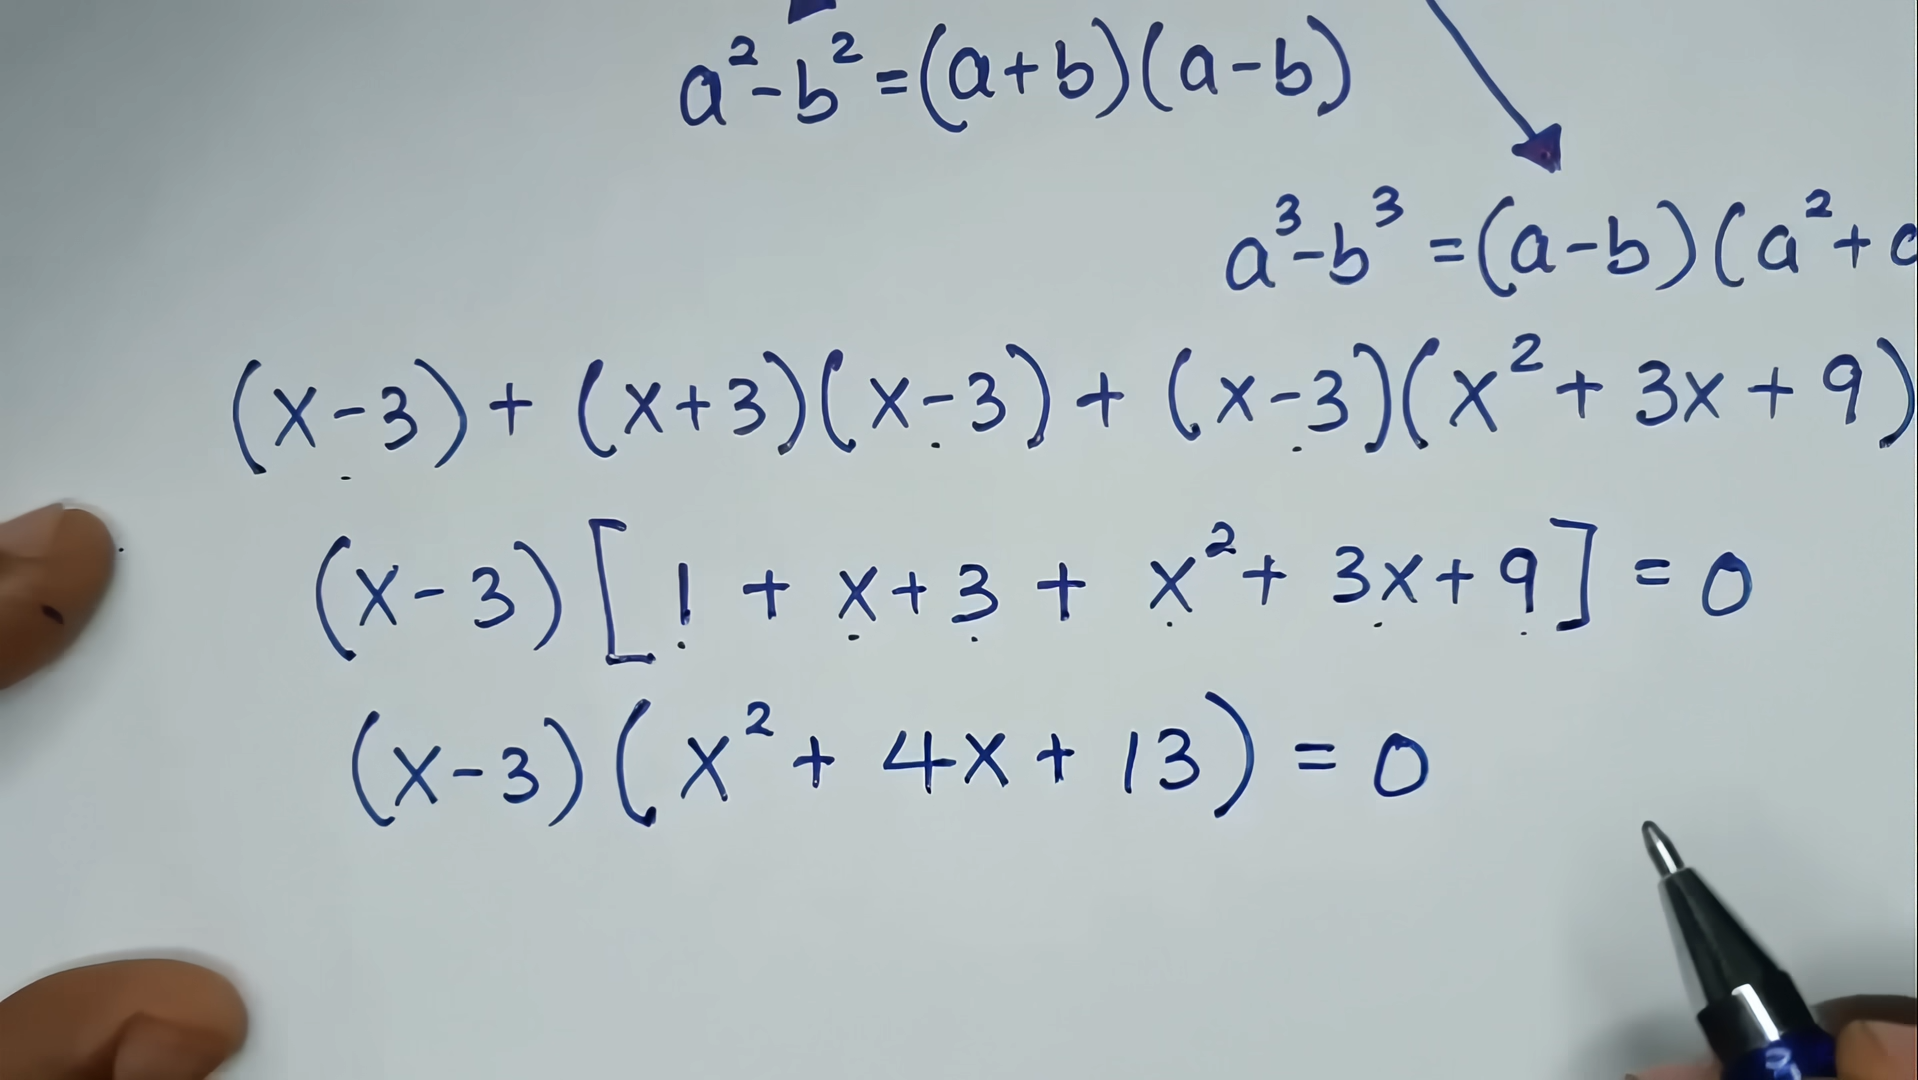 a²-b² =(a+b)(a-b)
a³-b³ =(a-b)(a²+
(x-3)+ (x+3)(x-3)+ (x-3)(x²+3x+9)
(x-3)[1 + x+3 + x²+ 3x+9] = 0
(x-3)(x²+ 4x+ 13) = 0